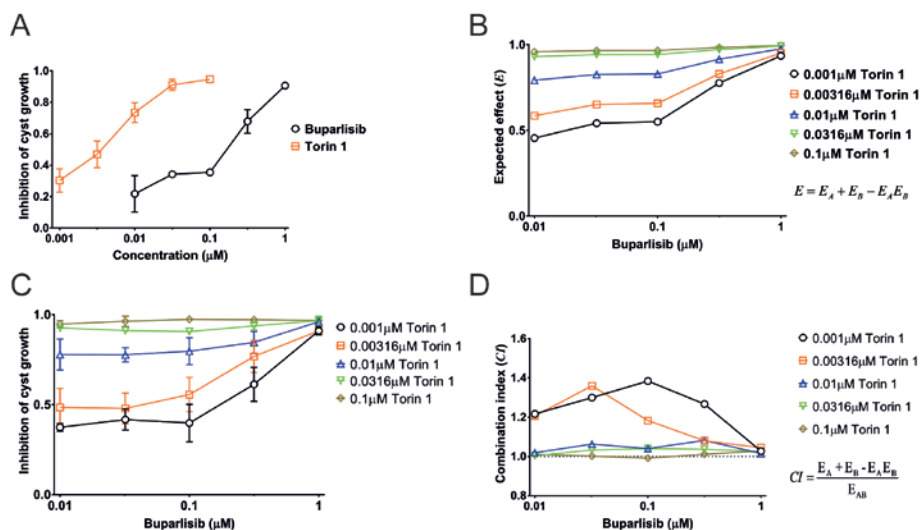 A
Inhibition of cyst growth
1.0
0.8
0.6
0.4
0.2
0.0
0.001
0.01
0.1
1
Concentration (μM)
Buparlisib
Torin 1
B
Expected effect (E)
1.0
0.5
0.0
0.01
0.1
1
Buparlisib (μM)
0.001μM Torin 1
0.00316μM Torin 1
0.01μM Torin 1
0.0316μM Torin 1
0.1μM Torin 1
E = E_A + E_B − E_A E_B
C
Inhibition of cyst growth
1.0
0.5
0.0
0.01
0.1
1
Buparlisib (μM)
0.001μM Torin 1
0.00316μM Torin 1
0.01μM Torin 1
0.0316μM Torin 1
0.1μM Torin 1
D
Combination index (CI)
1.6
1.4
1.2
1.0
0.8
0.01
0.1
1
Buparlisib (μM)
0.001μM Torin 1
0.00316μM Torin 1
0.01μM Torin 1
0.0316μM Torin 1
0.1μM Torin 1
CI = E_A + E_B - E_A E_B
E_AB